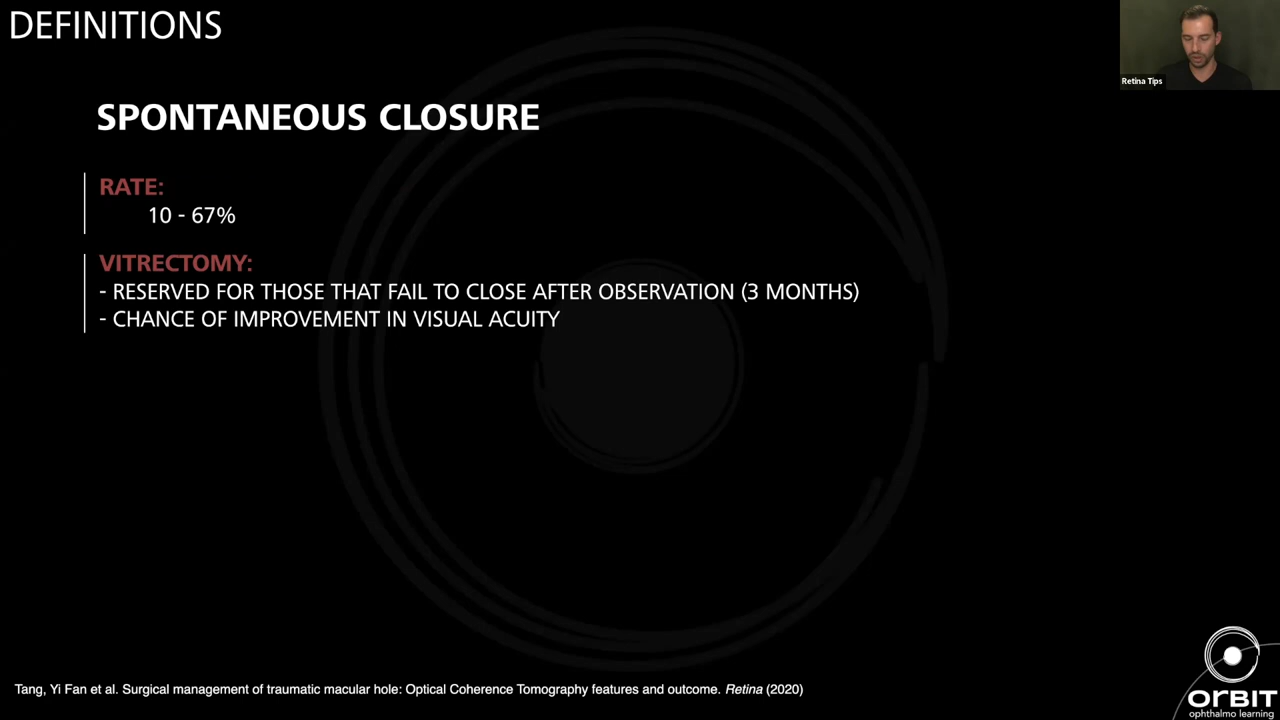 DEFINITIONS
Retina Tips
SPONTANEOUS CLOSURE
RATE:
10 - 67%
VITRECTOMY:
- RESERVED FOR THOSE THAT FAIL TO CLOSE AFTER OBSERVATION (3 MONTHS)
- CHANCE OF IMPROVEMENT IN VISUAL ACUITY
Tang, Yi Fan et al. Surgical management of traumatic macular hole: Optical Coherence Tomography features and outcome. Retina (2020)
ORBIT
ophthalmo learning